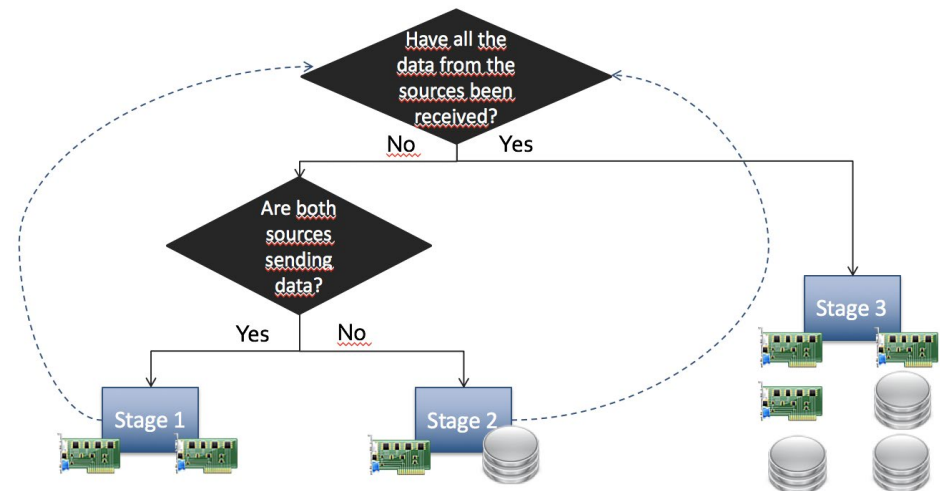 Have all the
data from the
sources been
received?
No
Yes
Are both
sources
sending
data?
Yes
No
Stage 3
Stage 1
Stage 2